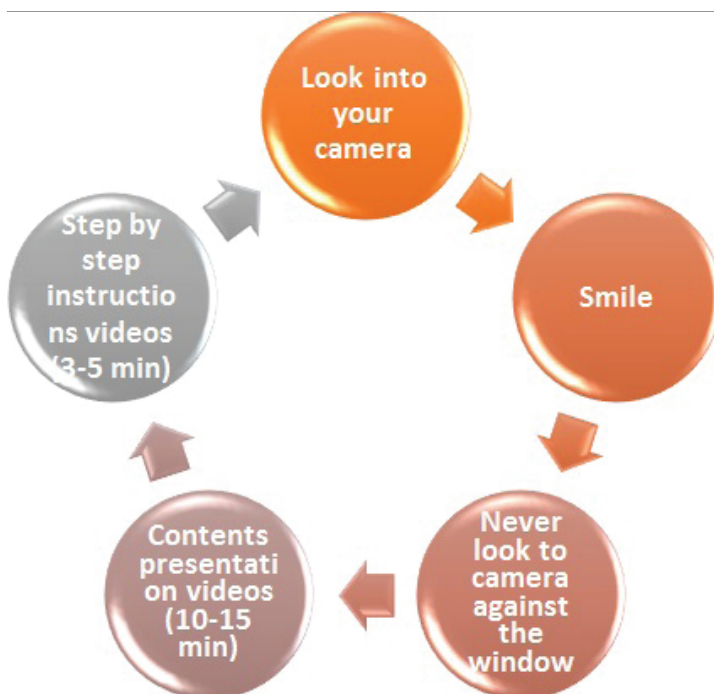 Look into
your
camera
Smile
Never
look to
camera
against
the
window
Contents
presentati
on videos
(10-15
min)
Step by
step
instructio
ns videos
(3-5 min)